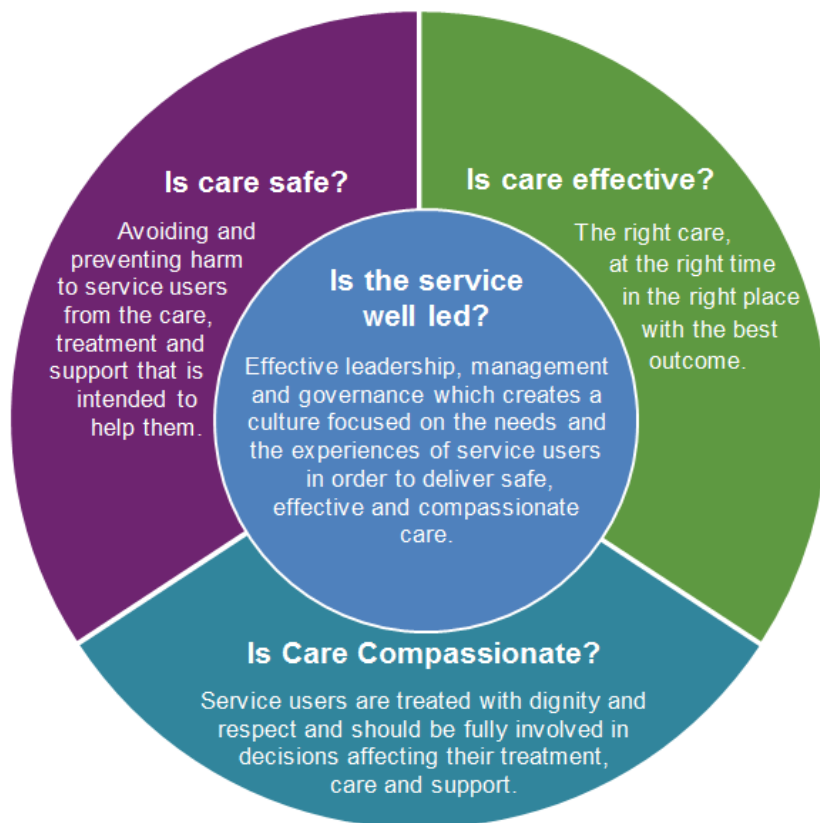 Is care safe?
Avoiding and
preventing harm
to service users
from the care,
treatment and
support that is
intended to
help them.
Is care effective?
The right care,
at the right time
in the right place
with the best
outcome.
Is the service
well led?
Effective leadership, management
and governance which creates a
culture focused on the needs and
the experiences of service users
in order to deliver safe,
effective and compassionate
care.
Is Care Compassionate?
Service users are treated with dignity and
respect and should be fully involved in
decisions affecting their treatment,
care and support.